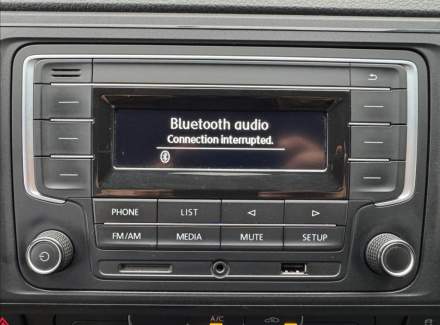 Bluetooth audio
Connection interrupted.
PHONE LIST
FM/AM MEDIA MUTE SETUP
A/C